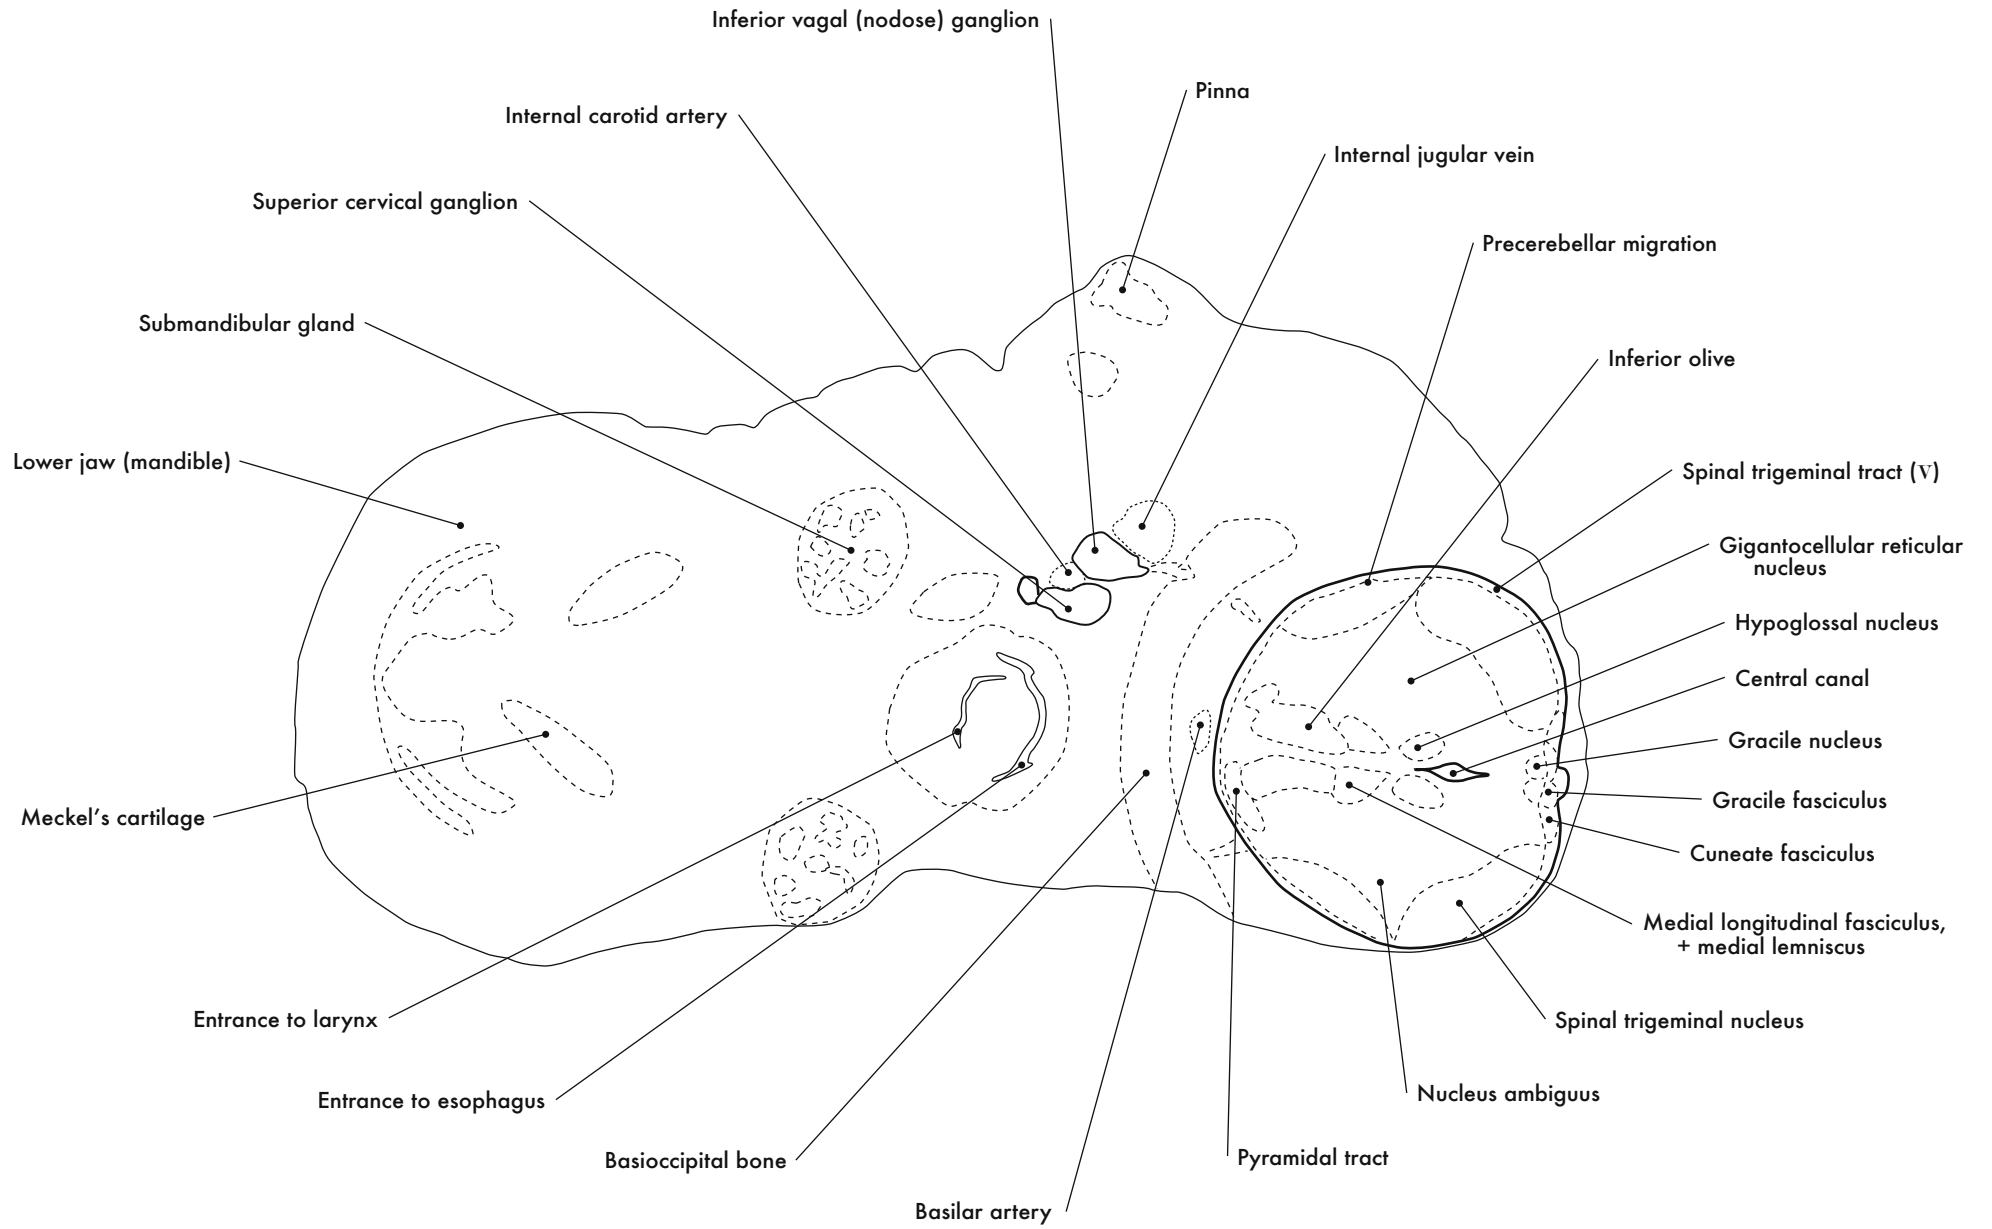 Inferior vagal (nodose) ganglion
Pinna
Internal carotid artery
Internal jugular vein
Superior cervical ganglion
Precerebellar migration
Submandibular gland
Inferior olive
Lower jaw (mandible)
Spinal trigeminal tract (V)
Gigantocellular reticular
nucleus
Hypoglossal nucleus
Central canal
Gracile nucleus
Gracile fasciculus
Meckel's cartilage
Cuneate fasciculus
Medial longitudinal fasciculus,
+ medial lemniscus
Entrance to larynx
Spinal trigeminal nucleus
Entrance to esophagus
Nucleus ambiguus
Basioccipital bone
Pyramidal tract
Basilar artery